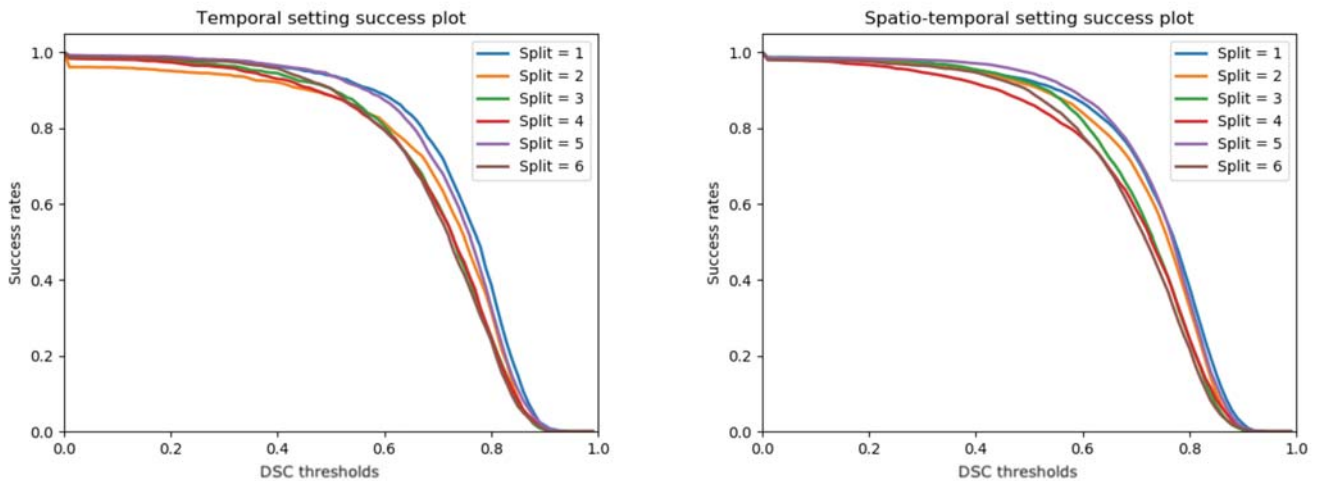 Temporal setting success plot
1.0
0.8
0.6
0.4
0.2
0.0
Success rates
Split = 1
Split = 2
Split = 3
Split = 4
Split = 5
Split = 6
0.0 0.2 0.4 0.6 0.8 1.0
DSC thresholds
Spatio-temporal setting success plot
1.0
0.8
0.6
0.4
0.2
0.0
Success rates
Split = 1
Split = 2
Split = 3
Split = 4
Split = 5
Split = 6
0.0 0.2 0.4 0.6 0.8 1.0
DSC thresholds